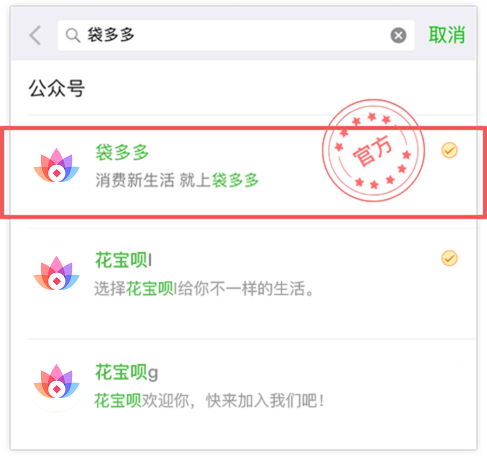 袋多多
取消
公众号
官方
袋多多
消费新生活 就上袋多多
花宝呗l
选择花宝呗l给你不一样的生活。
花宝呗g
花宝呗欢迎你，快来加入我们吧！